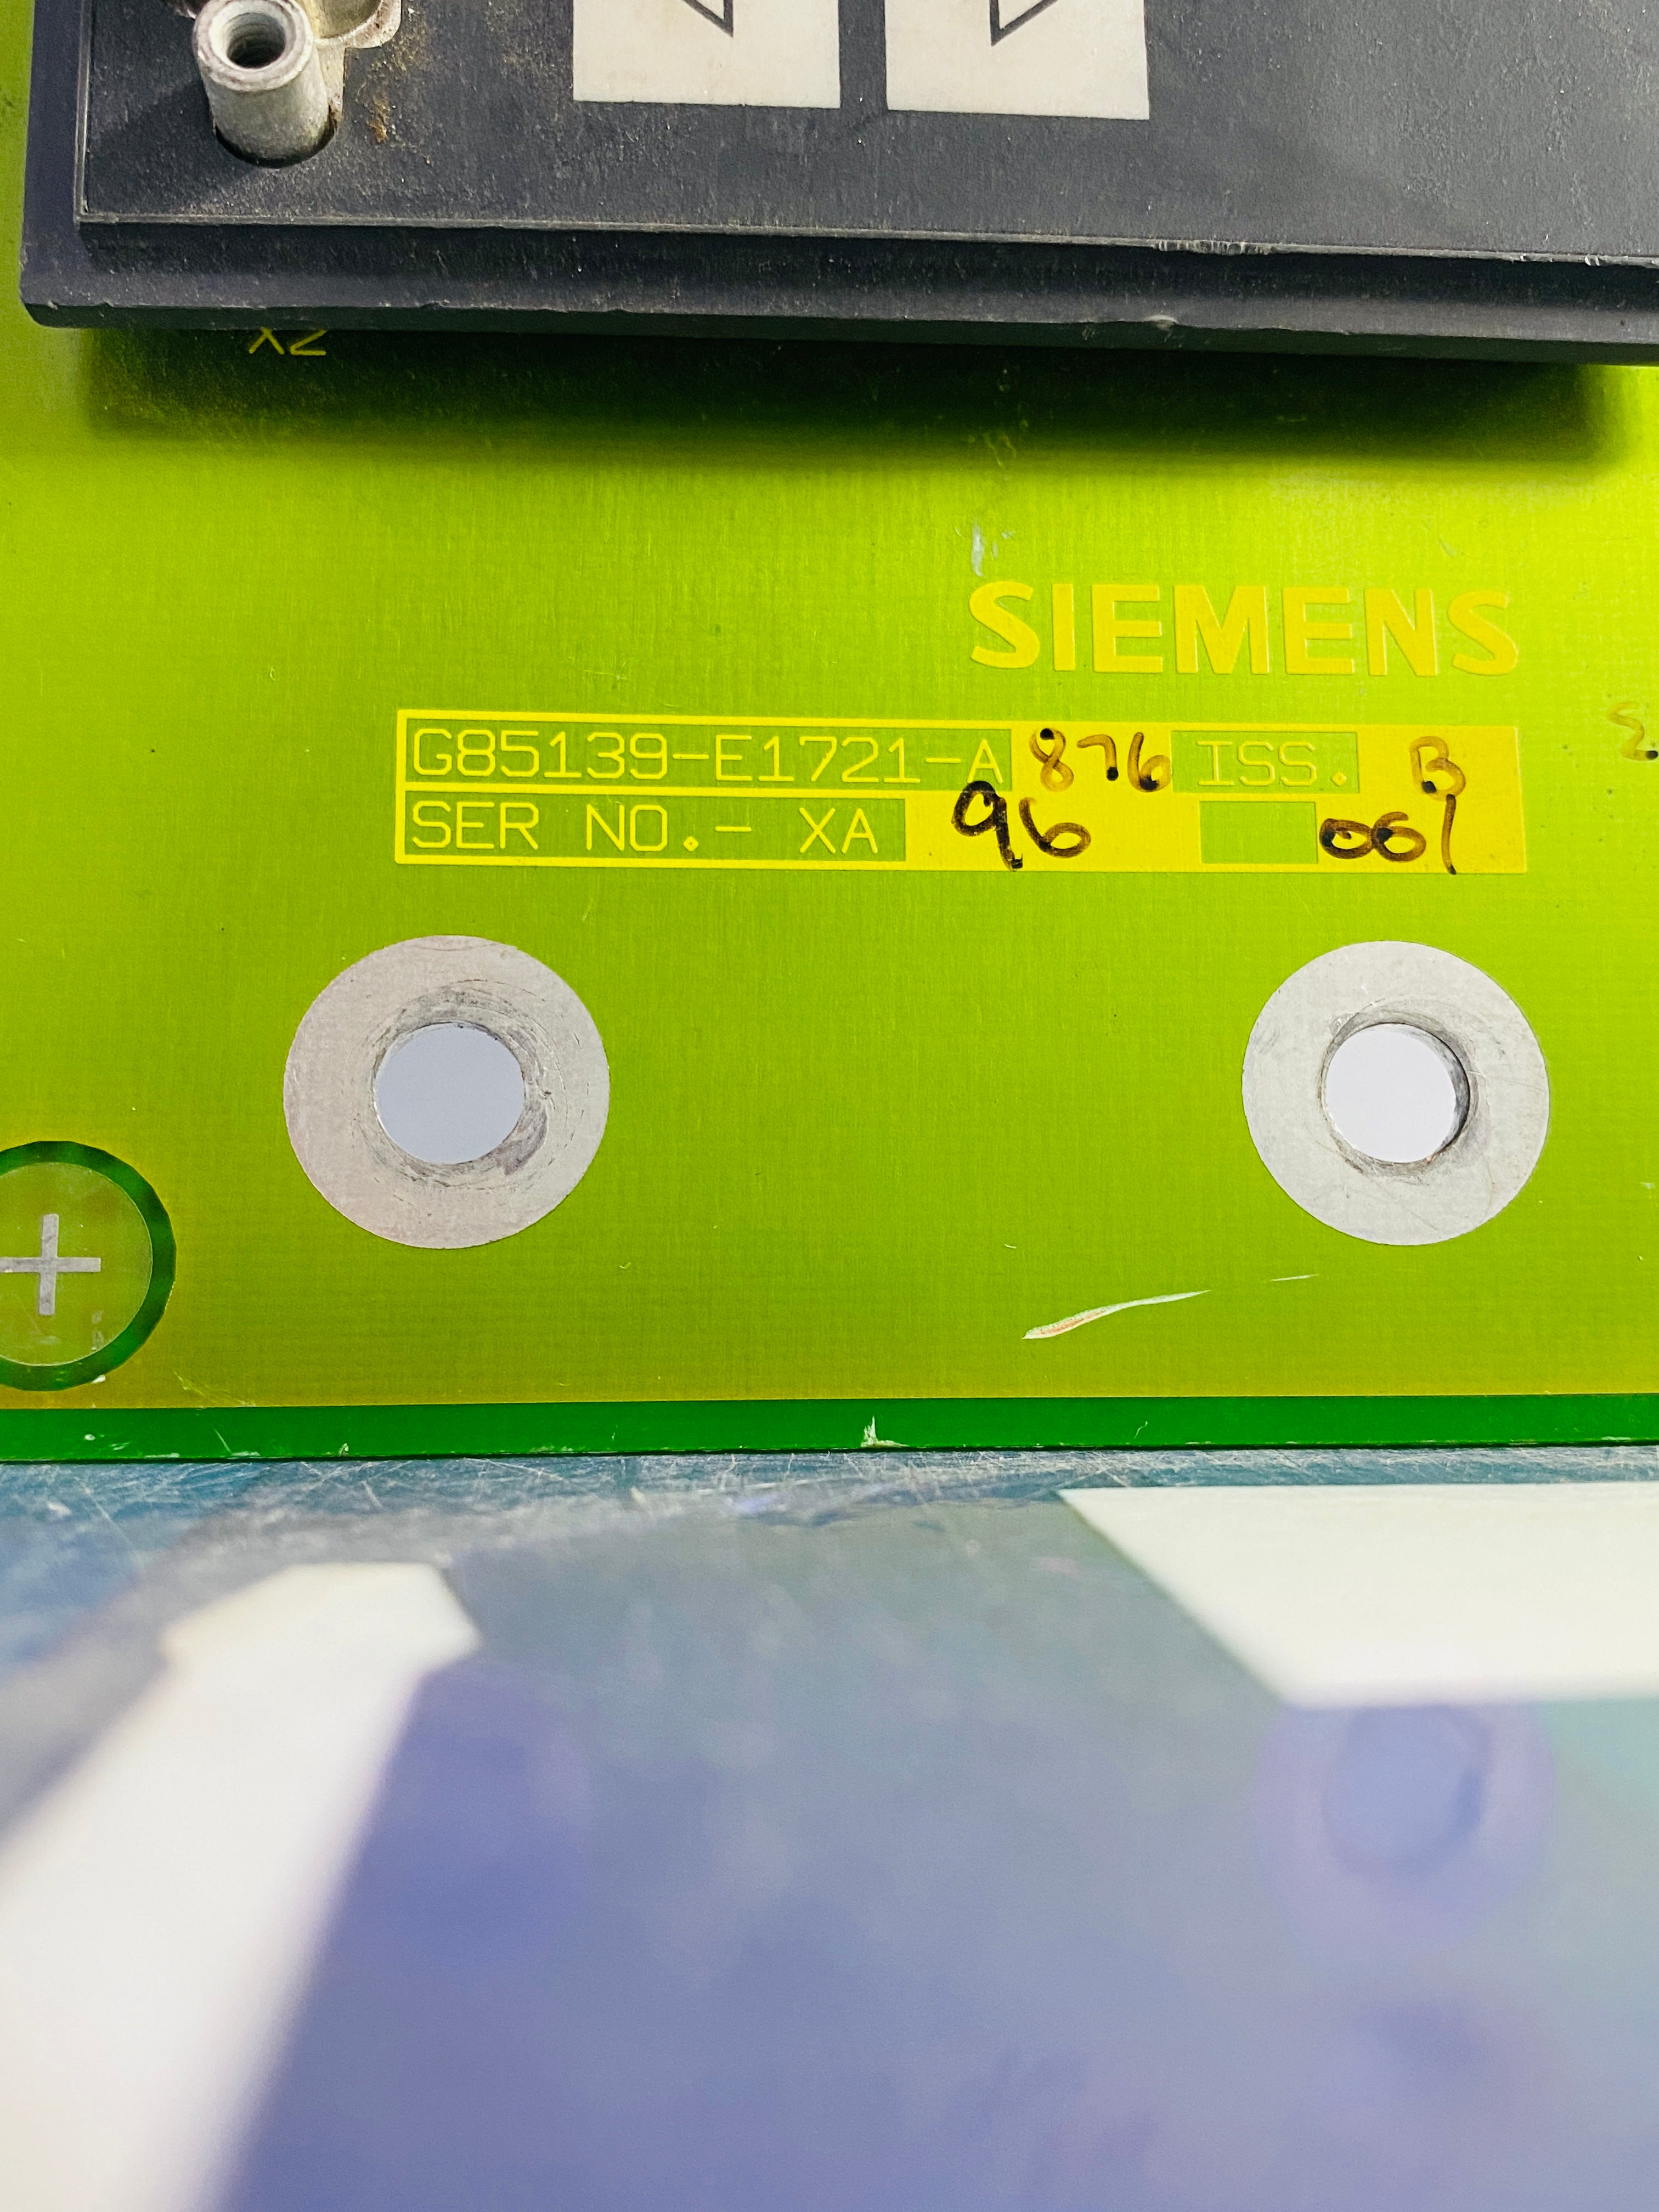 X2
SIEMENS
G85139-E1721-A 876 ISS. B
SER NO.- XA 96 001